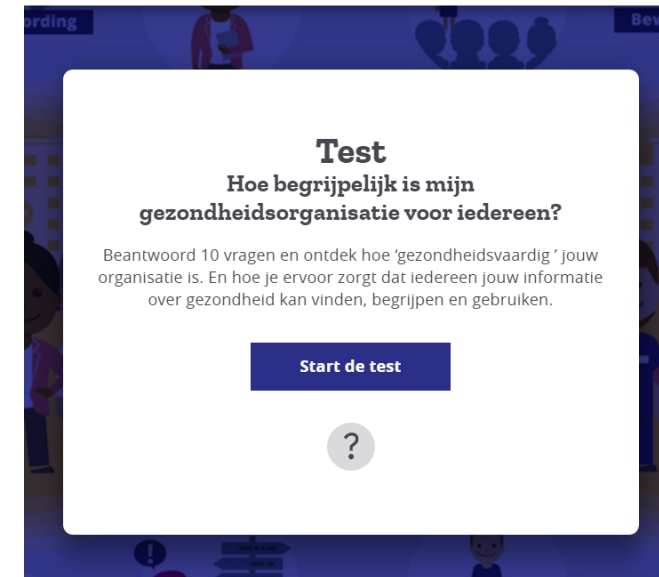 ording
Bew
Test
Hoe begrijpelijk is mijn
gezondheidsorganisatie voor iedereen?
Beantwoord 10 vragen en ontdek hoe ‘gezondheidsvaardig ’ jouw
organisatie is. En hoe je ervoor zorgt dat iedereen jouw informatie
over gezondheid kan vinden, begrijpen en gebruiken.
Start de test
?